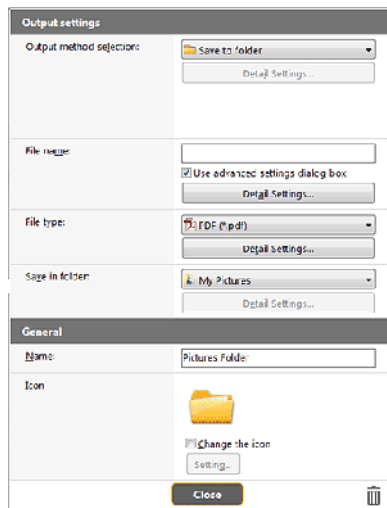 Output settings
Output method selection:
Save to folder
Detail Settings...
File name:
Use advanced settings dialog box
Detail Settings...
File type:
PDF (*.pdf)
Detail Settings...
Save in folder:
My Pictures
Detail Settings...
General
Name:
Pictures Folder
Icon
Change the icon
Setting...
Close